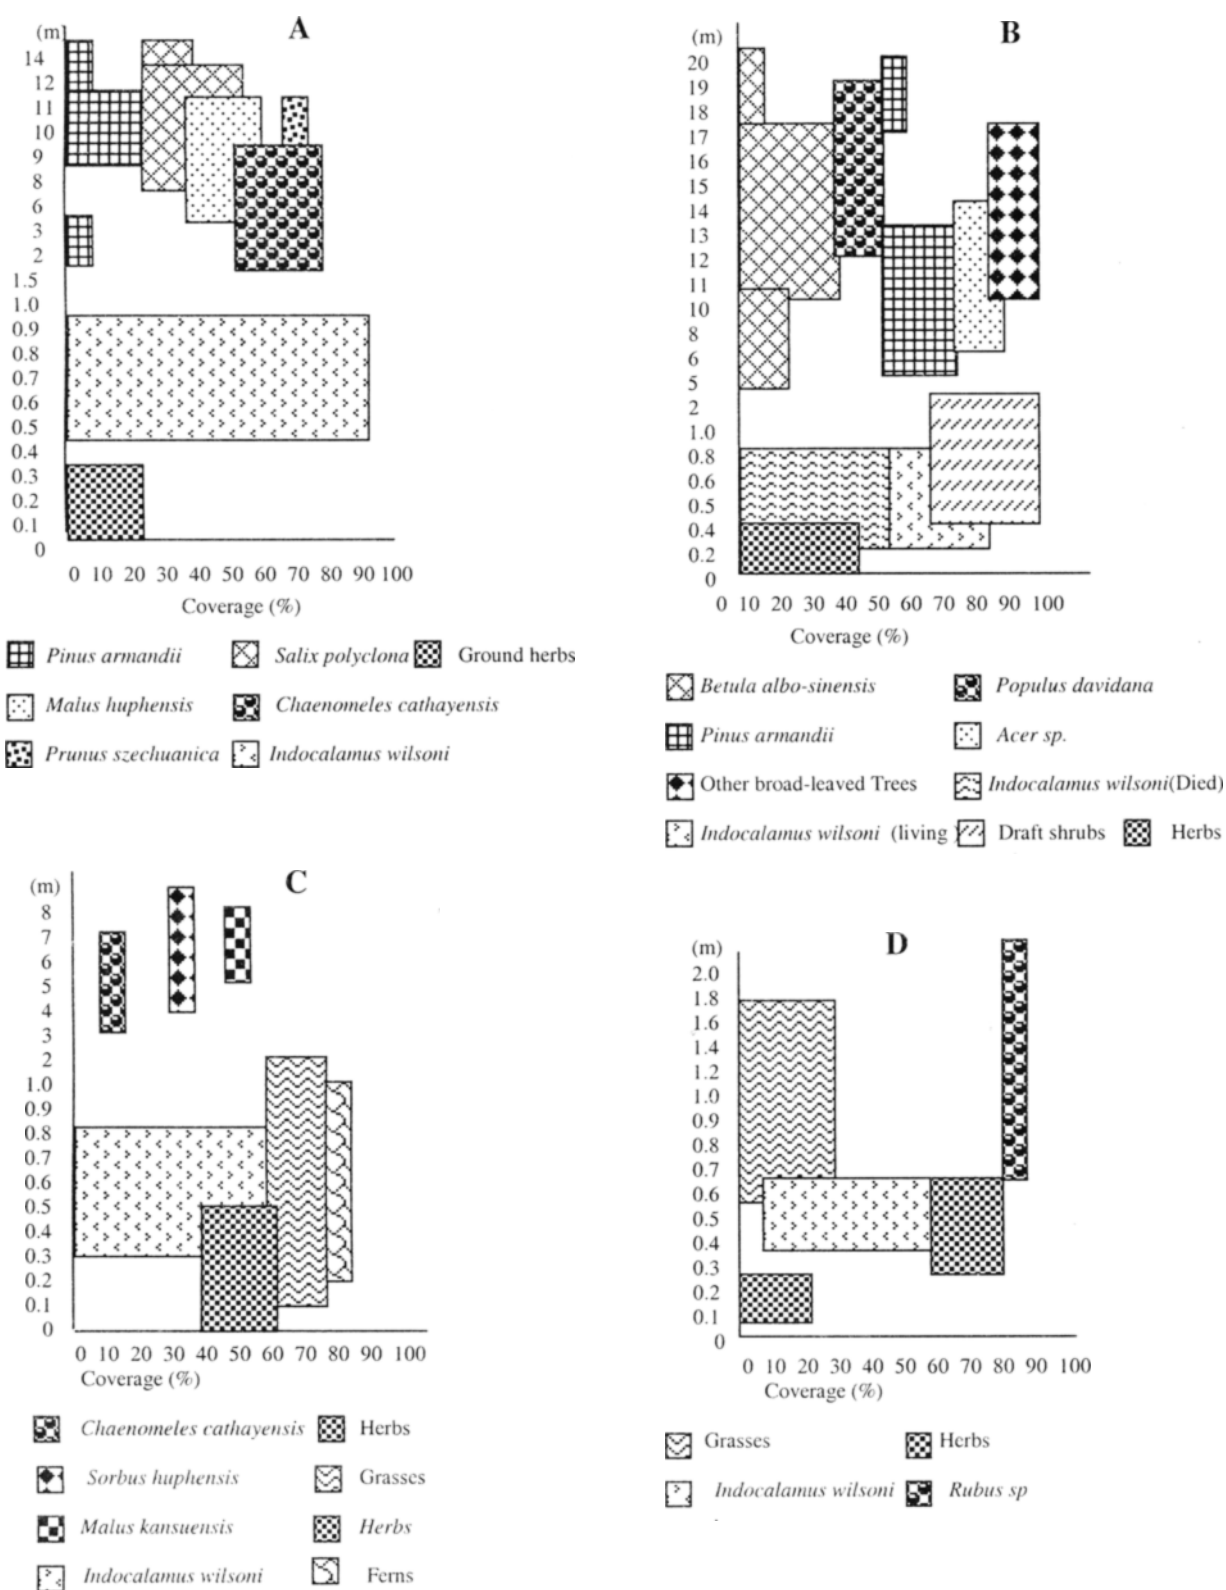 A
(m
14
12
11
10
9
8
6
3
2
1.5
1.0
0.9
0.8
0.7
0.6
0.5
0.4
0.3
0.2
0.1
0
0 10 20 30 40 50 60 70 80 90 100
Coverage (%)
Pinus armandii Salix polyclona Ground herbs
Malus huphensis Chaenomeles cathayensis
Prunus szechuanica Indocalamus wilsoni
B
(m)
20
19
18
17
16
15
14
13
12
11
10
8
6
5
2
1.0
0.8
0.6
0.5
0.4
0.2
0
0 10 20 30 40 50 60 70 80 90 100
Coverage (%)
Betula albo-sinensis Populus davidana
Pinus armandii Acer sp.
Other broad-leaved Trees Indocalamus wilsoni(Died)
Indocalamus wilsoni (living ) Draft shrubs Herbs
C
(m)
8
7
6
5
4
3
2
1.0
0.9
0.8
0.7
0.6
0.5
0.4
0.3
0.2
0.1
0
0 10 20 30 40 50 60 70 80 90 100
Coverage (%)
Chaenomeles cathayensis Herbs
Sorbus huphensis Grasses
Malus kansuensis Herbs
Indocalamus wilsoni Ferns
D
(m)
2.0
1.8
1.6
1.4
1.2
1.0
0.9
0.8
0.7
0.6
0.5
0.4
0.3
0.2
0.1
0
0 10 20 30 40 50 60 70 80 90 100
Coverage (%)
Grasses Herbs
Indocalamus wilsoni Rubus sp